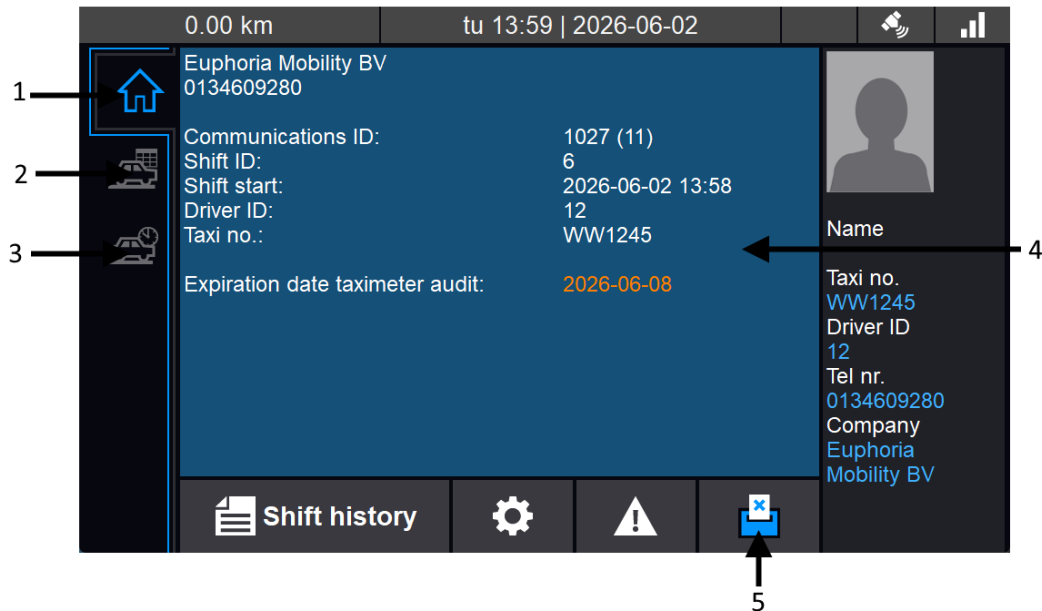 0.00 km
tu 13:59 | 2026-06-02
Euphoria Mobility BV
0134609280
Communications ID: 1027 (11)
Shift ID: 6
Shift start: 2026-06-02 13:58
Driver ID: 12
Taxi no.: WW1245
Expiration date taximeter audit: 2026-06-08
Name
Taxi no.
WW1245
Driver ID
12
Tel nr.
0134609280
Company
Euphoria
Mobility BV
Shift history
1
2
3
4
5